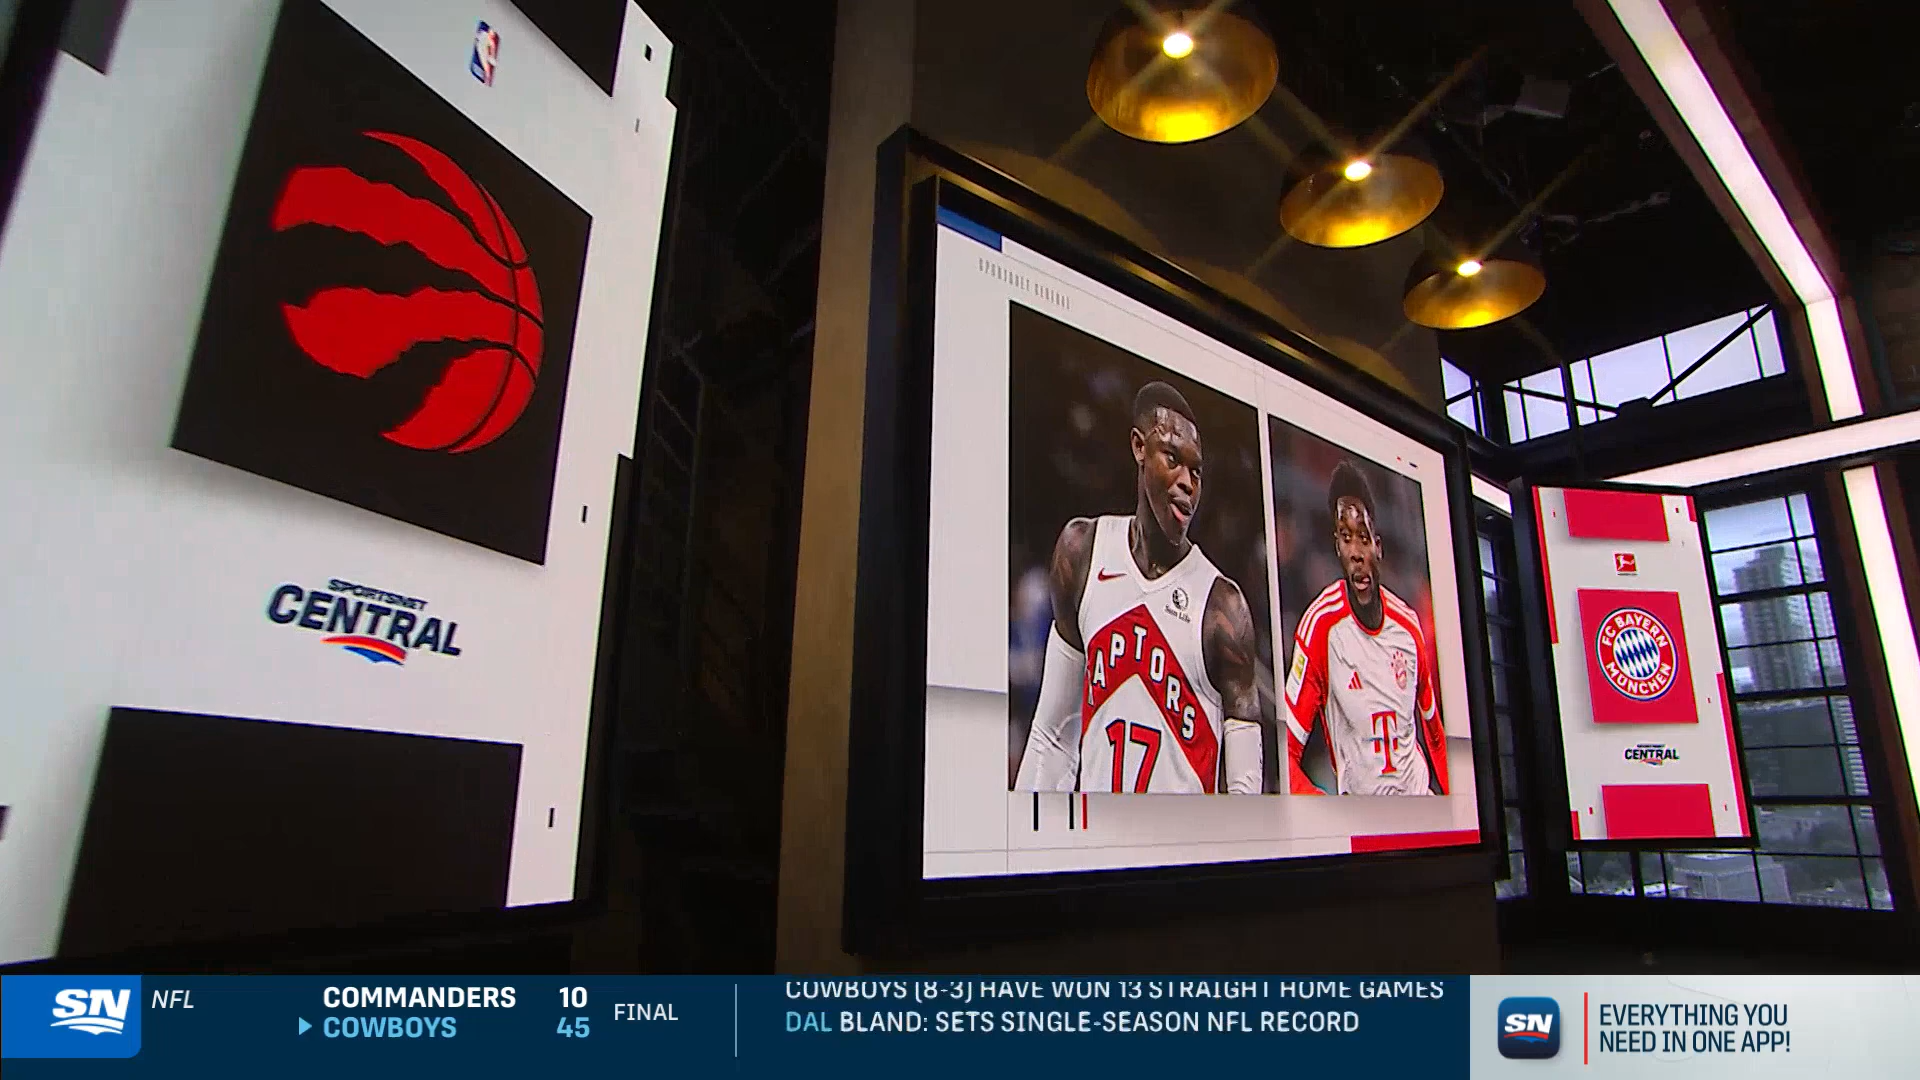 SPORTSNET CENTRAL
SPORTSNET
CENTRAL
Sun Life
RAPTORS
17
T
FC BAYERN
MÜNCHEN
CENTRAL
SN
NFL
COMMANDERS 10
COWBOYS 45
FINAL
COWBOYS (8-3) HAVE WON 13 STRAIGHT HOME GAMES
DAL BLAND: SETS SINGLE-SEASON NFL RECORD
SN
EVERYTHING YOU
NEED IN ONE APP!